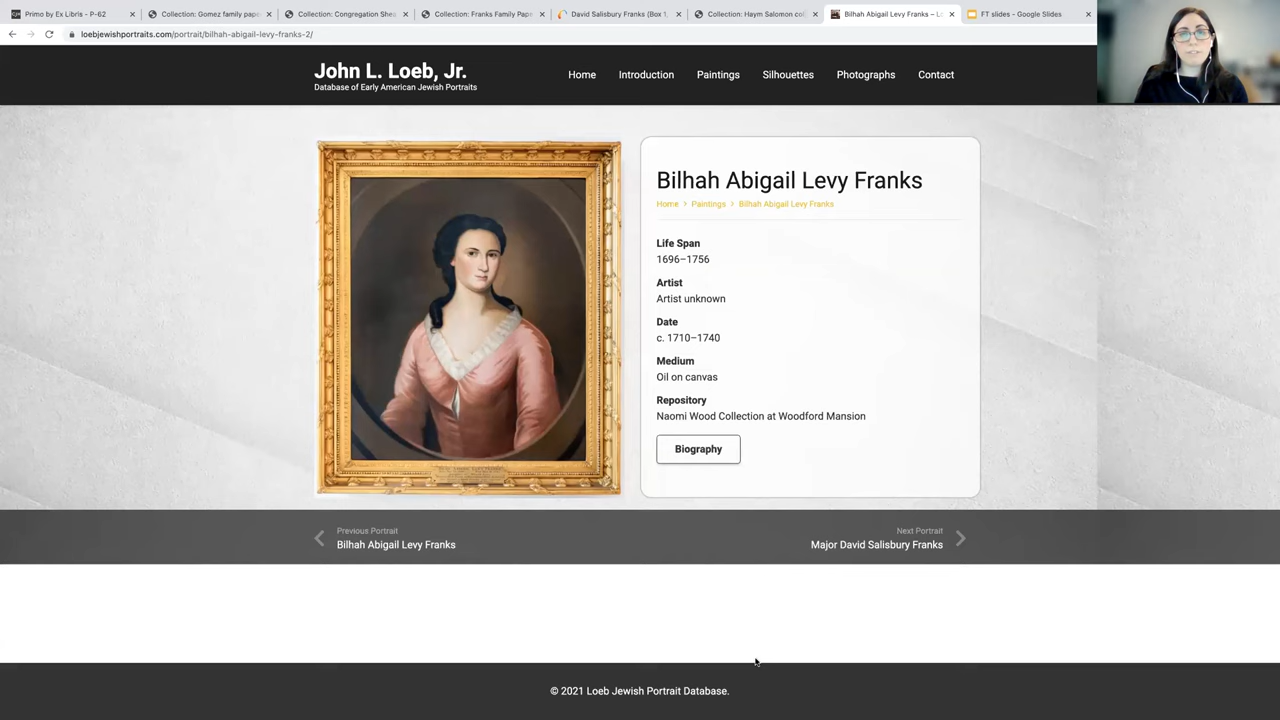 Primo by Ex Libris - P-62
Collection: Gomez family pape
Collection: Congregation Shea
Collection: Franks Family Pap
David Salisbury Franks (Box 1,
Collection: Haym Salomon col
Bilhah Abigail Levy Franks – L
FT slides - Google Slides
loebjewishportraits.com/portrait/bilhah-abigail-levy-franks-2/
John L. Loeb, Jr.
Database of Early American Jewish Portraits
Home
Introduction
Paintings
Silhouettes
Photographs
Contact
Bilhah Abigail Levy Franks
Home > Paintings > Bilhah Abigail Levy Franks
Life Span
1696–1756
Artist
Artist unknown
Date
c. 1710–1740
Medium
Oil on canvas
Repository
Naomi Wood Collection at Woodford Mansion
Biography
Previous Portrait
Bilhah Abigail Levy Franks
Next Portrait
Major David Salisbury Franks
© 2021 Loeb Jewish Portrait Database.